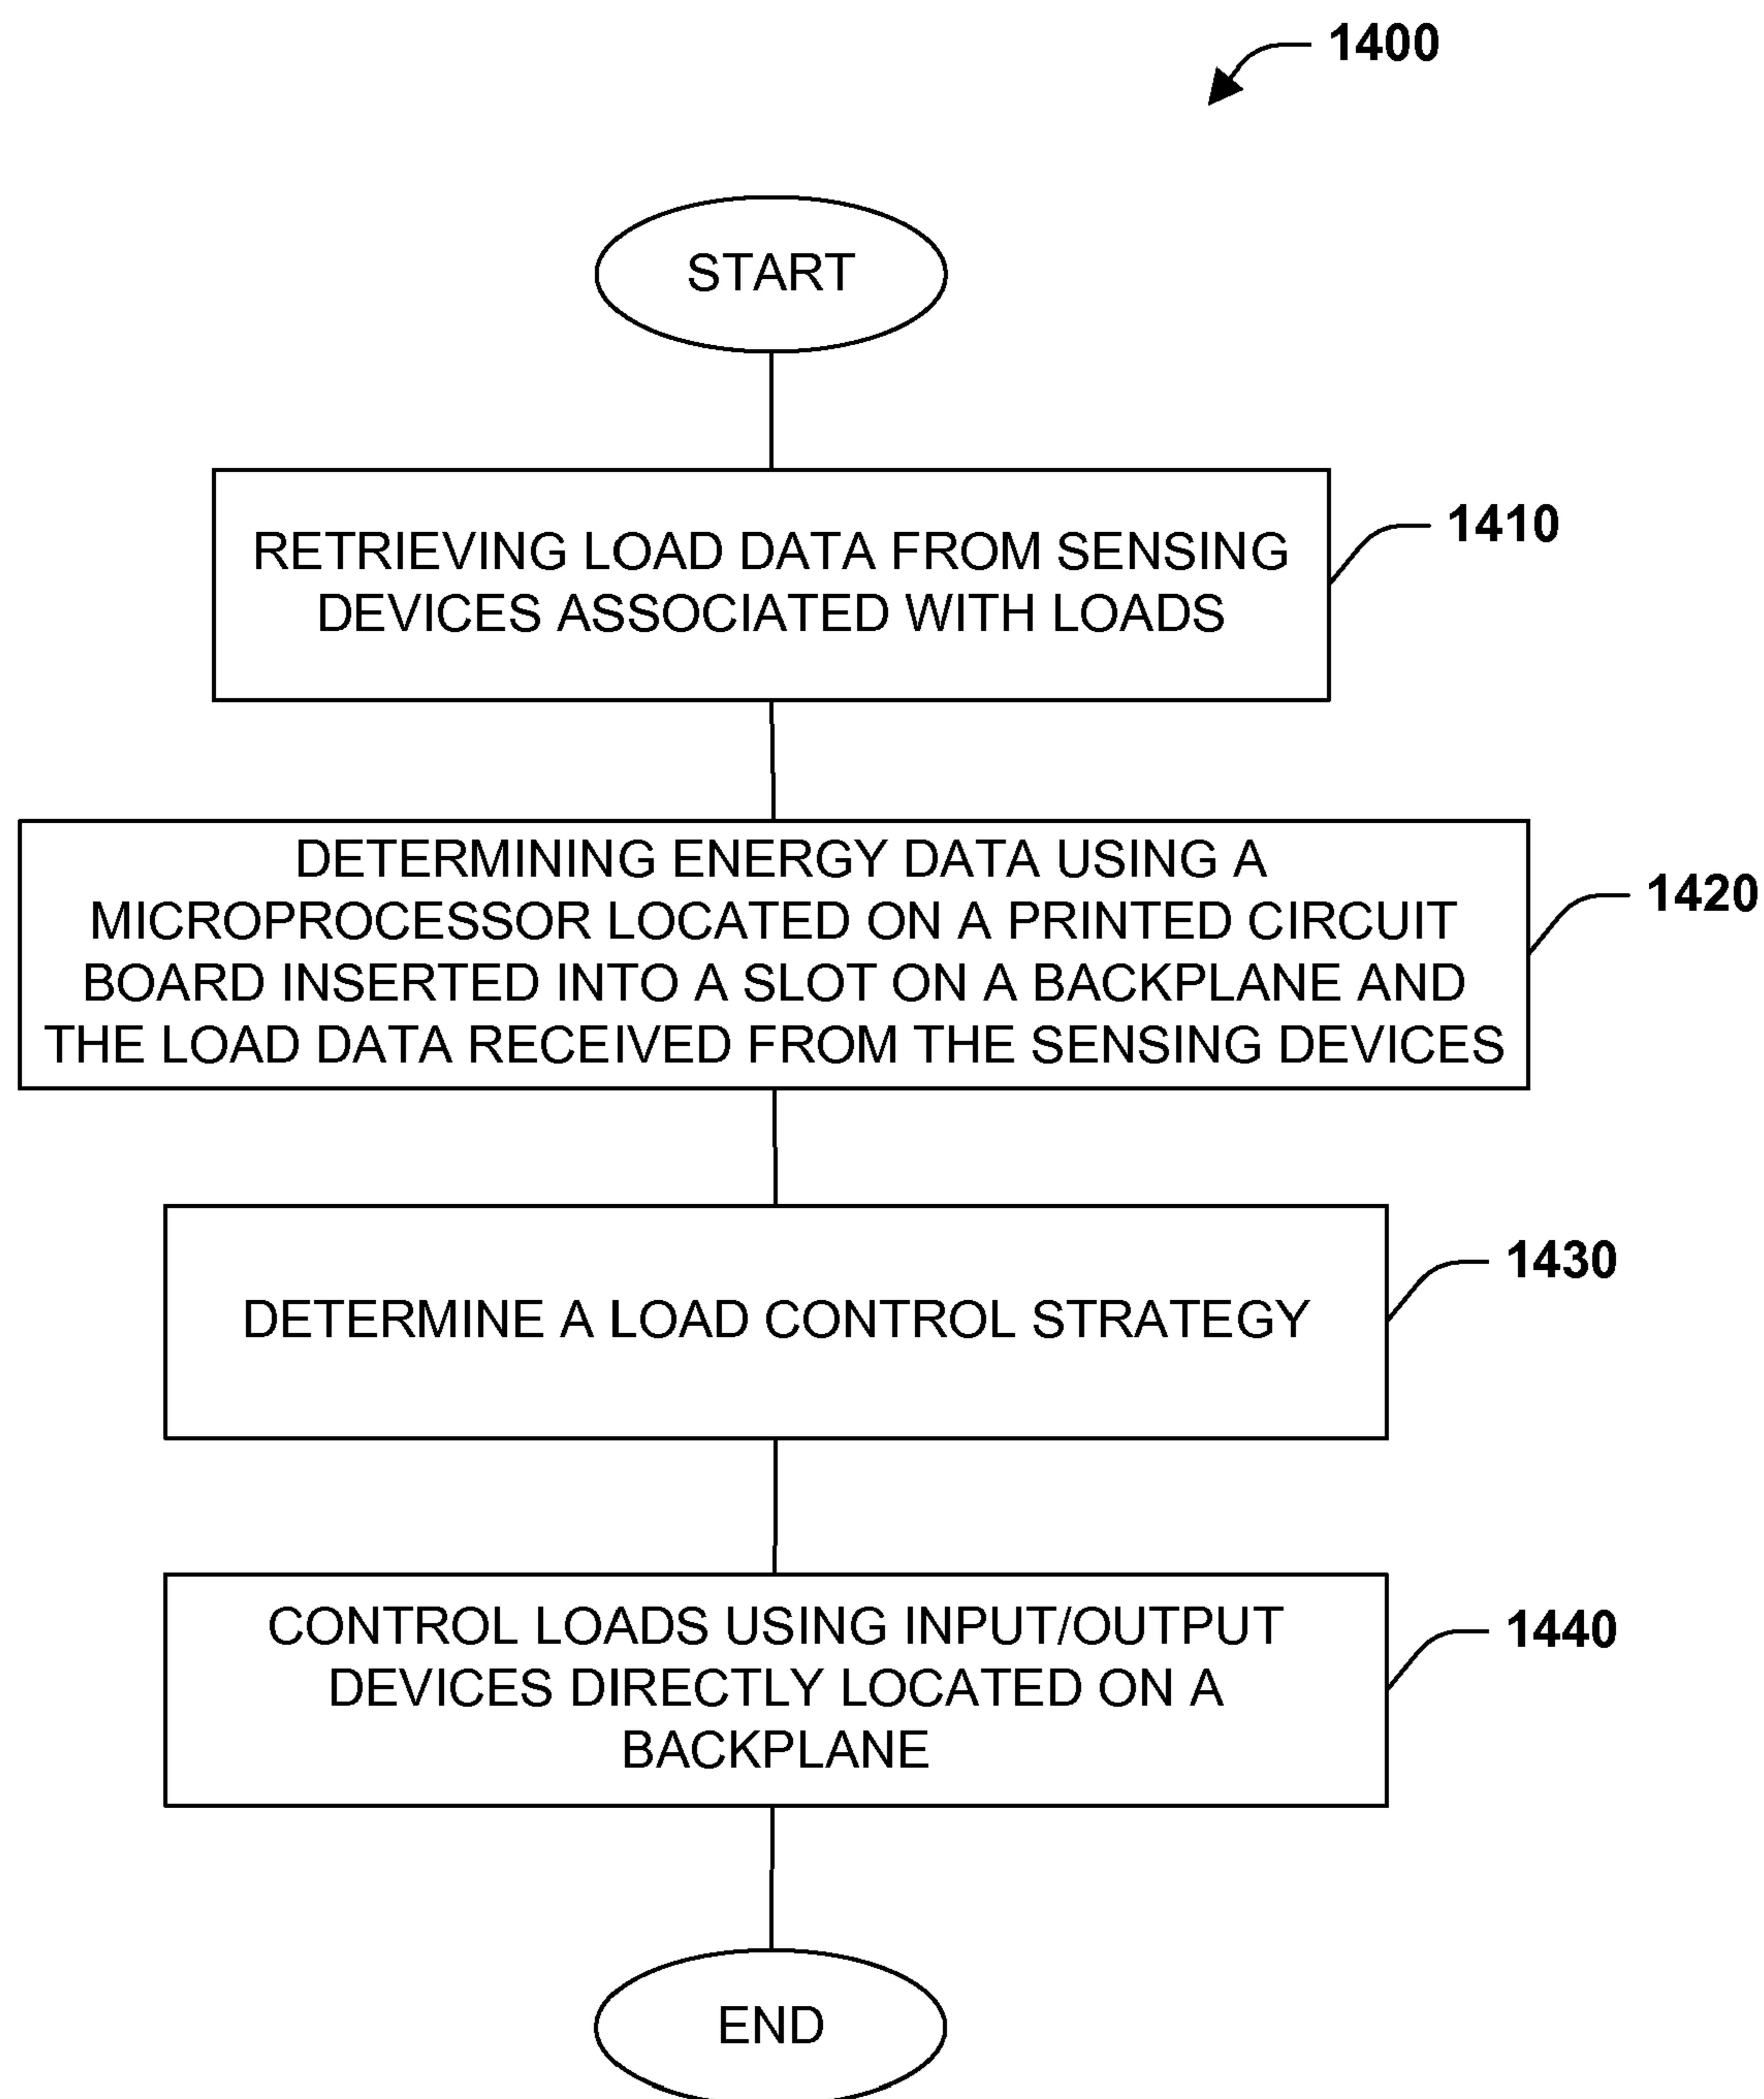 1400
START
RETRIEVING LOAD DATA FROM SENSING
DEVICES ASSOCIATED WITH LOADS
1410
DETERMINING ENERGY DATA USING A
MICROPROCESSOR LOCATED ON A PRINTED CIRCUIT
BOARD INSERTED INTO A SLOT ON A BACKPLANE AND
THE LOAD DATA RECEIVED FROM THE SENSING DEVICES
1420
DETERMINE A LOAD CONTROL STRATEGY
1430
CONTROL LOADS USING INPUT/OUTPUT
DEVICES DIRECTLY LOCATED ON A
BACKPLANE
1440
END